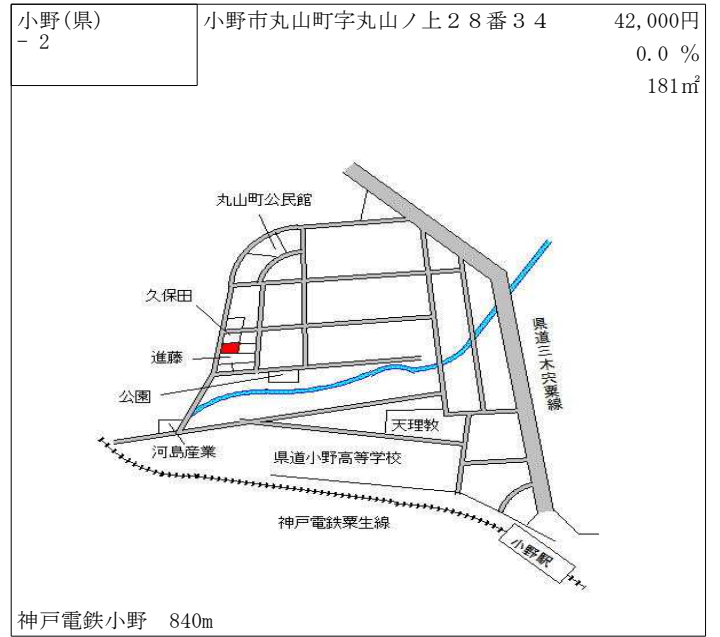 小野(県)
- 2
小野市丸山町字丸山ノ上２８番３４
42,000円
0.0 %
181㎡
丸山町公民館
久保田
進藤
公園
河島産業
天理教
県道小野高等学校
県道三木宍粟線
神戸電鉄粟生線
小野駅
神戸電鉄小野 840m